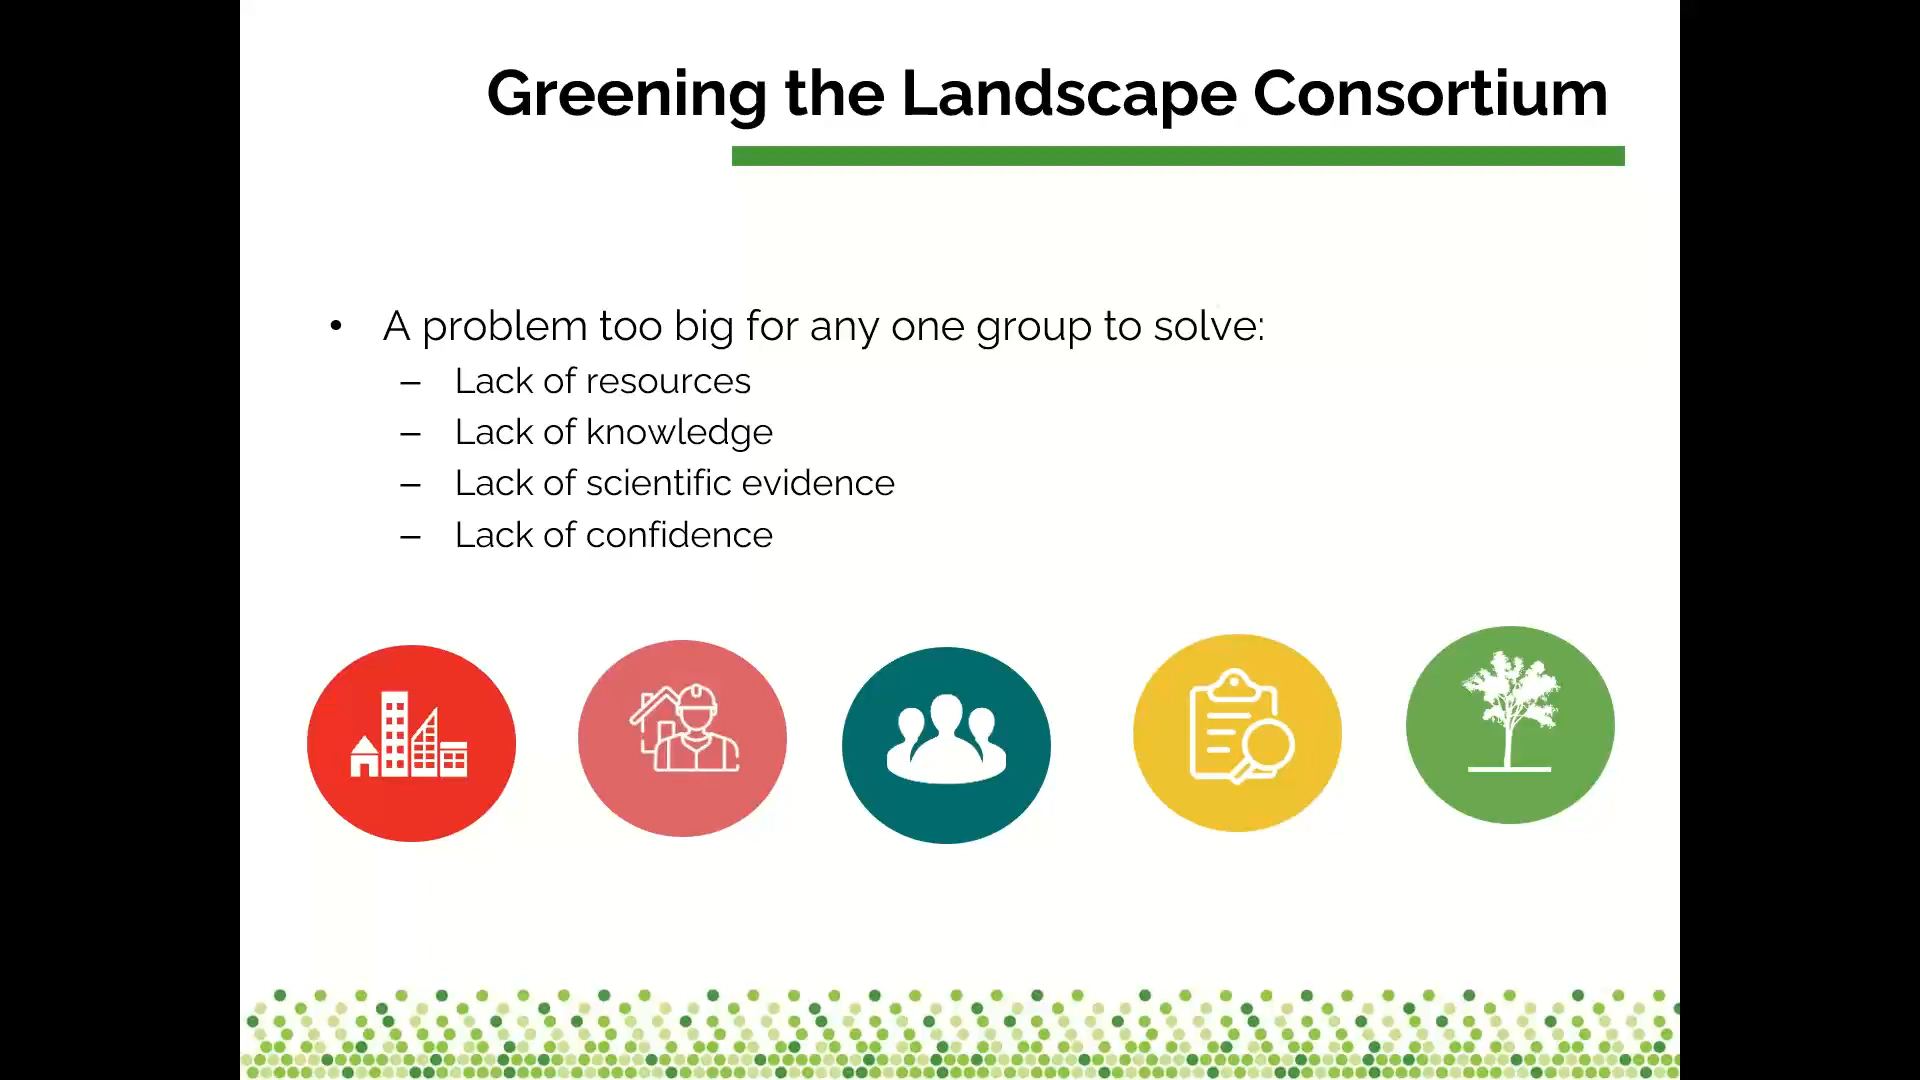 Greening the Landscape Consortium
• A problem too big for any one group to solve:
– Lack of resources
– Lack of knowledge
– Lack of scientific evidence
– Lack of confidence